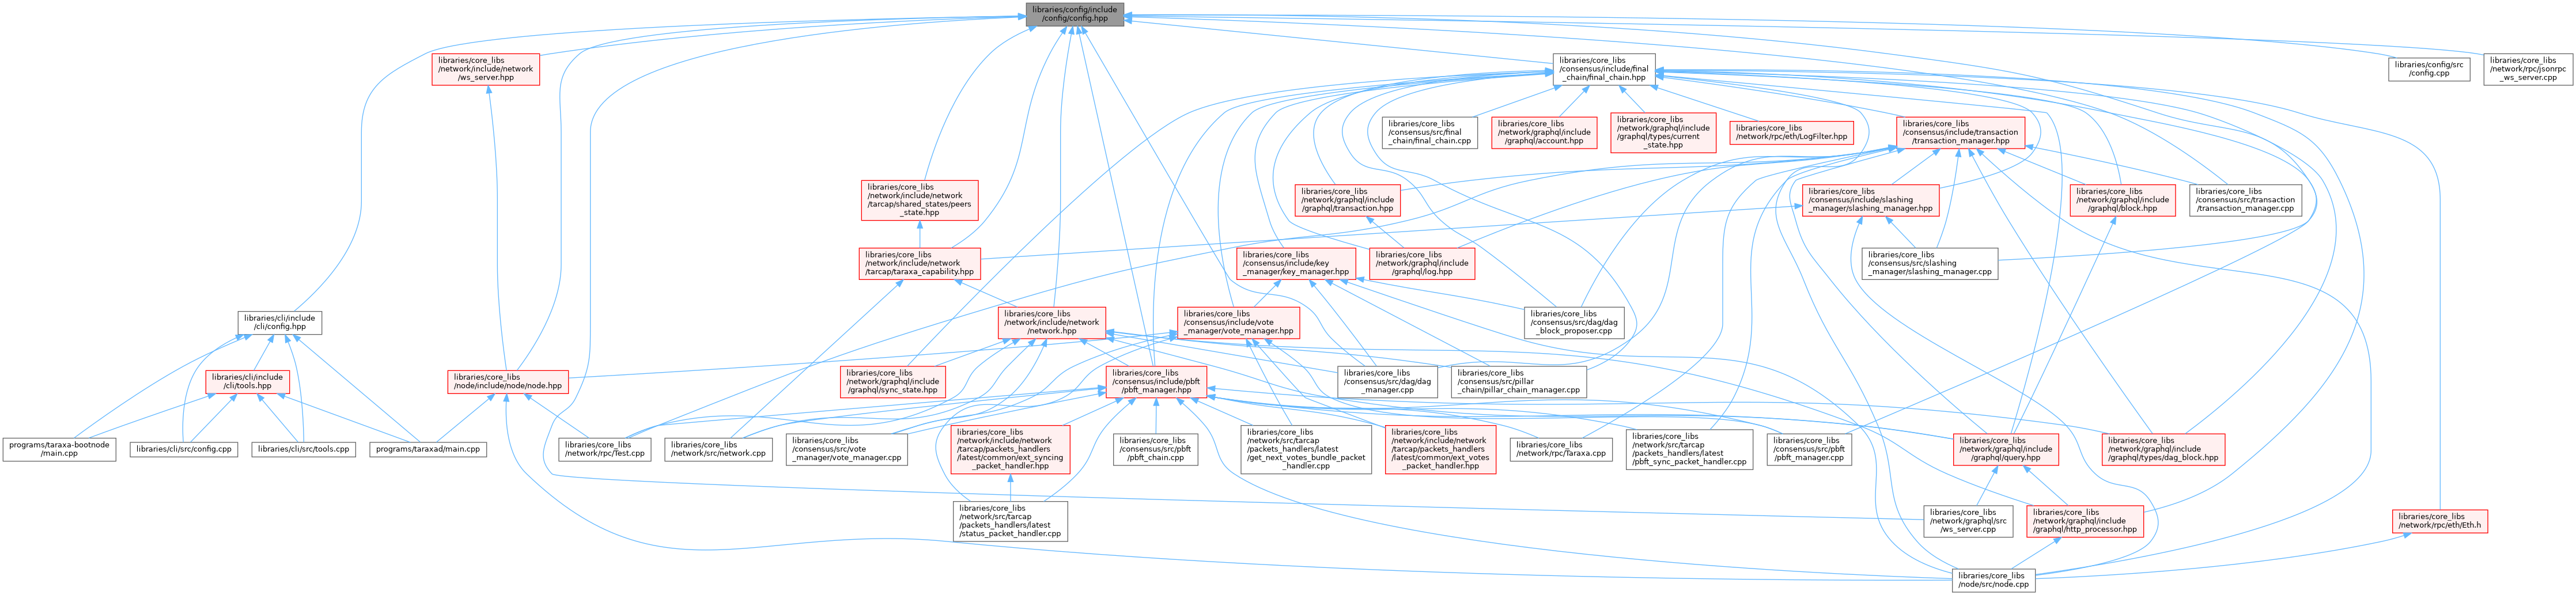 libraries/config/include
/config/config.hpp
libraries/core_libs
/network/include/network
/ws_server.hpp
libraries/core_libs
/consensus/include/final
_chain/final_chain.hpp
libraries/config/src
/config.cpp
libraries/core_libs
/network/rpc/jsonrpc
_ws_server.cpp
libraries/core_libs
/consensus/src/final
_chain/final_chain.cpp
libraries/core_libs
/network/graphql/include
/graphql/account.hpp
libraries/core_libs
/network/graphql/include
/graphql/types/current
_state.hpp
libraries/core_libs
/network/rpc/eth/LogFilter.hpp
libraries/core_libs
/consensus/include/transaction
/transaction_manager.hpp
libraries/core_libs
/network/include/network
/tarcap/shared_states/peers
_state.hpp
libraries/core_libs
/network/graphql/include
/graphql/transaction.hpp
libraries/core_libs
/consensus/include/slashing
_manager/slashing_manager.hpp
libraries/core_libs
/network/graphql/include
/graphql/block.hpp
libraries/core_libs
/consensus/src/transaction
/transaction_manager.cpp
libraries/core_libs
/network/include/network
/tarcap/taraxa_capability.hpp
libraries/core_libs
/consensus/include/key
_manager/key_manager.hpp
libraries/core_libs
/network/graphql/include
/graphql/log.hpp
libraries/core_libs
/consensus/src/slashing
_manager/slashing_manager.cpp
libraries/cli/include
/cli/config.hpp
libraries/core_libs
/network/include/network
/network.hpp
libraries/core_libs
/consensus/include/vote
_manager/vote_manager.hpp
libraries/core_libs
/consensus/src/dag/dag
_block_proposer.cpp
libraries/cli/include
/cli/tools.hpp
libraries/core_libs
/node/include/node/node.hpp
libraries/core_libs
/network/graphql/include
/graphql/sync_state.hpp
libraries/core_libs
/consensus/include/pbft
/pbft_manager.hpp
libraries/core_libs
/consensus/src/dag/dag
_manager.cpp
libraries/core_libs
/consensus/src/pillar
_chain/pillar_chain_manager.cpp
programs/taraxa-bootnode
/main.cpp
libraries/cli/src/config.cpp
libraries/cli/src/tools.cpp
programs/taraxad/main.cpp
libraries/core_libs
/network/rpc/Test.cpp
libraries/core_libs
/network/src/network.cpp
libraries/core_libs
/consensus/src/vote
_manager/vote_manager.cpp
libraries/core_libs
/network/include/network
/tarcap/packets_handlers
/latest/common/ext_syncing
_packet_handler.hpp
libraries/core_libs
/consensus/src/pbft
/pbft_chain.cpp
libraries/core_libs
/network/src/tarcap
/packets_handlers/latest
/get_next_votes_bundle_packet
_handler.cpp
libraries/core_libs
/network/include/network
/tarcap/packets_handlers
/latest/common/ext_votes
_packet_handler.hpp
libraries/core_libs
/network/rpc/Taraxa.cpp
libraries/core_libs
/network/src/tarcap
/packets_handlers/latest
/pbft_sync_packet_handler.cpp
libraries/core_libs
/consensus/src/pbft
/pbft_manager.cpp
libraries/core_libs
/network/graphql/include
/graphql/query.hpp
libraries/core_libs
/network/graphql/include
/graphql/types/dag_block.hpp
libraries/core_libs
/network/src/tarcap
/packets_handlers/latest
/status_packet_handler.cpp
libraries/core_libs
/network/graphql/src
/ws_server.cpp
libraries/core_libs
/network/graphql/include
/graphql/http_processor.hpp
libraries/core_libs
/network/rpc/eth/Eth.h
libraries/core_libs
/node/src/node.cpp